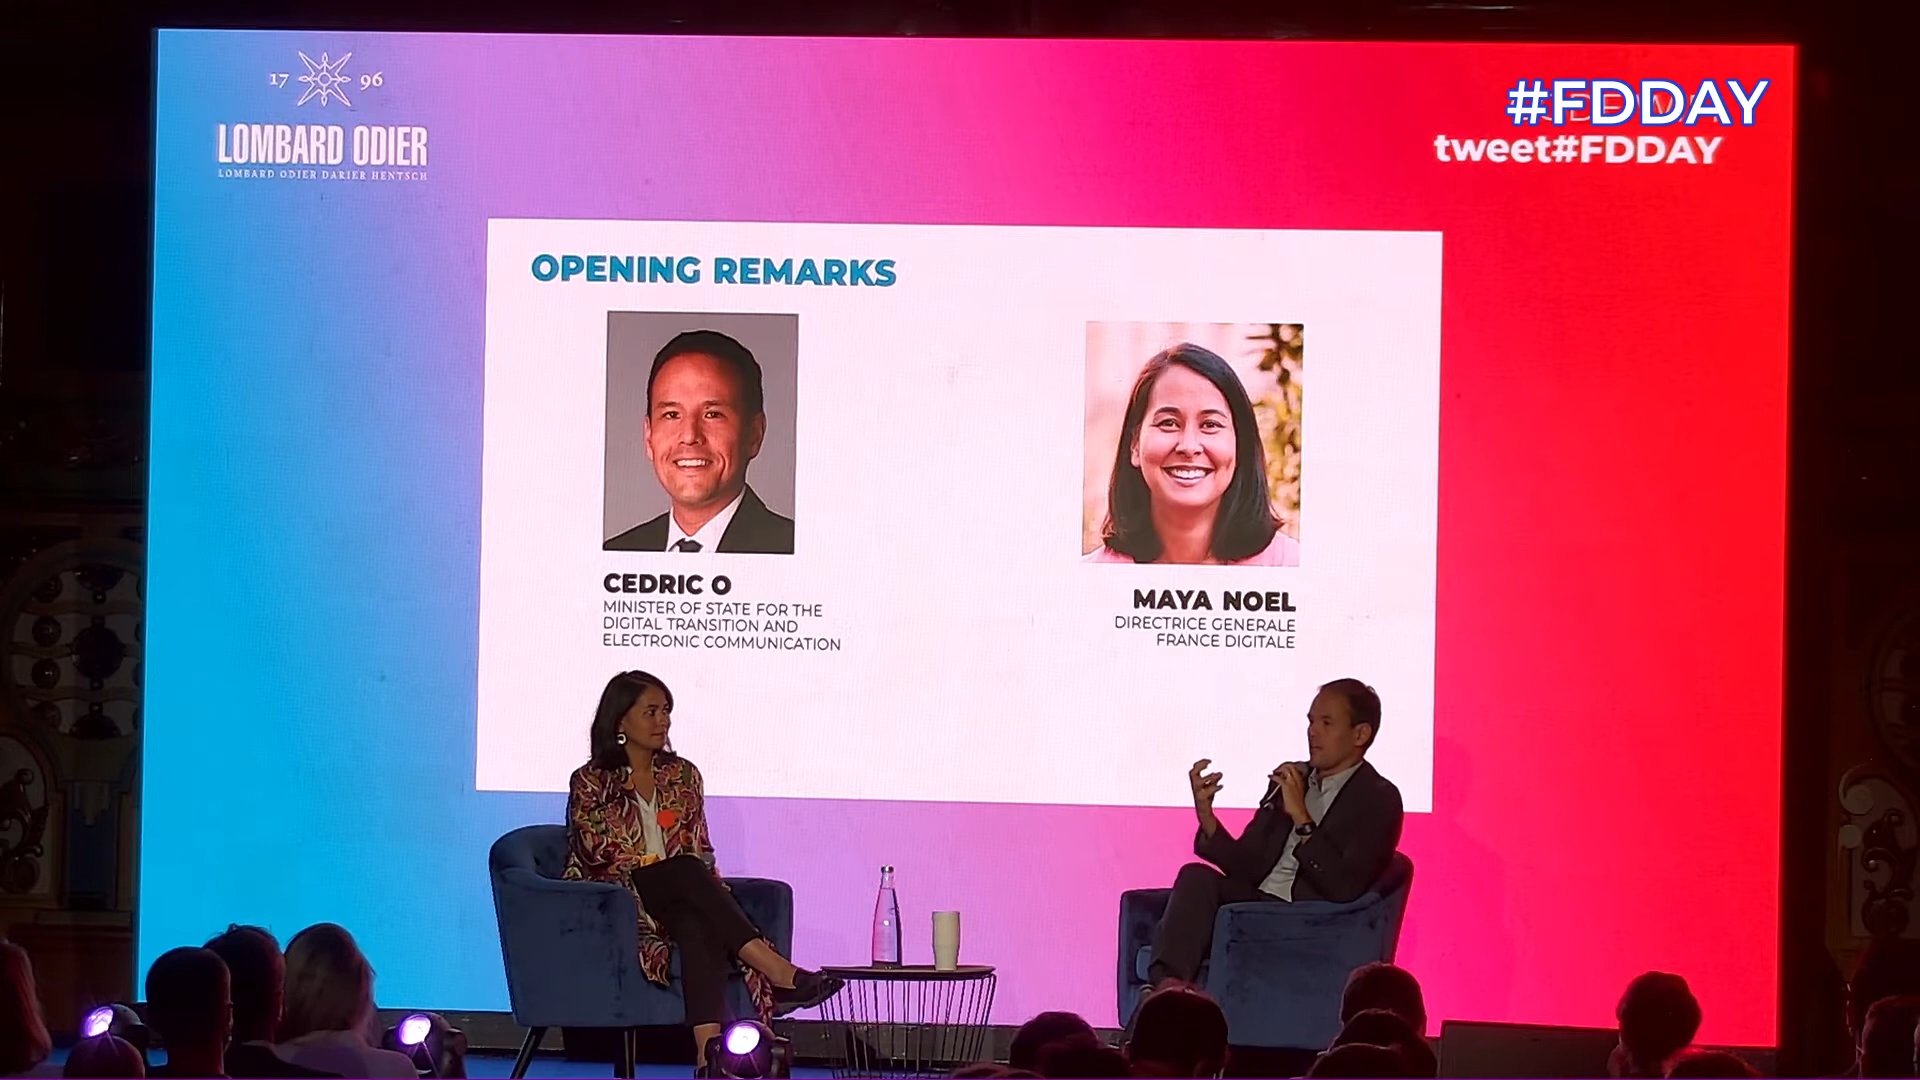 17 96
LOMBARD ODIER
LOMBARD ODIER DARIER HENTSCH
#FDDAY
tweet#FDDAY
OPENING REMARKS
CEDRIC O
MINISTER OF STATE FOR THE
DIGITAL TRANSITION AND
ELECTRONIC COMMUNICATION
MAYA NOEL
DIRECTRICE GENERALE
FRANCE DIGITALE